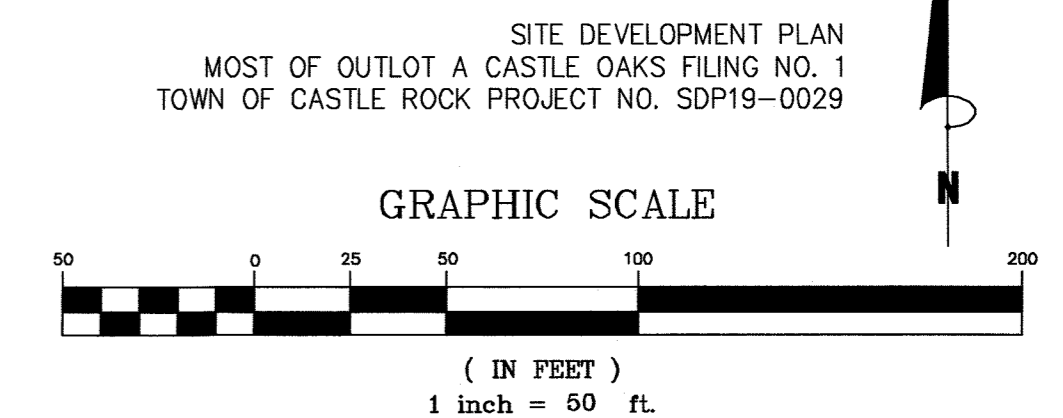 SITE DEVELOPMENT PLAN
MOST OF OUTLOT A CASTLE OAKS FILING NO. 1
TOWN OF CASTLE ROCK PROJECT NO. SDP19-0029
N
GRAPHIC SCALE
50 0 25 50 100 200
( IN FEET )
1 inch = 50 ft.